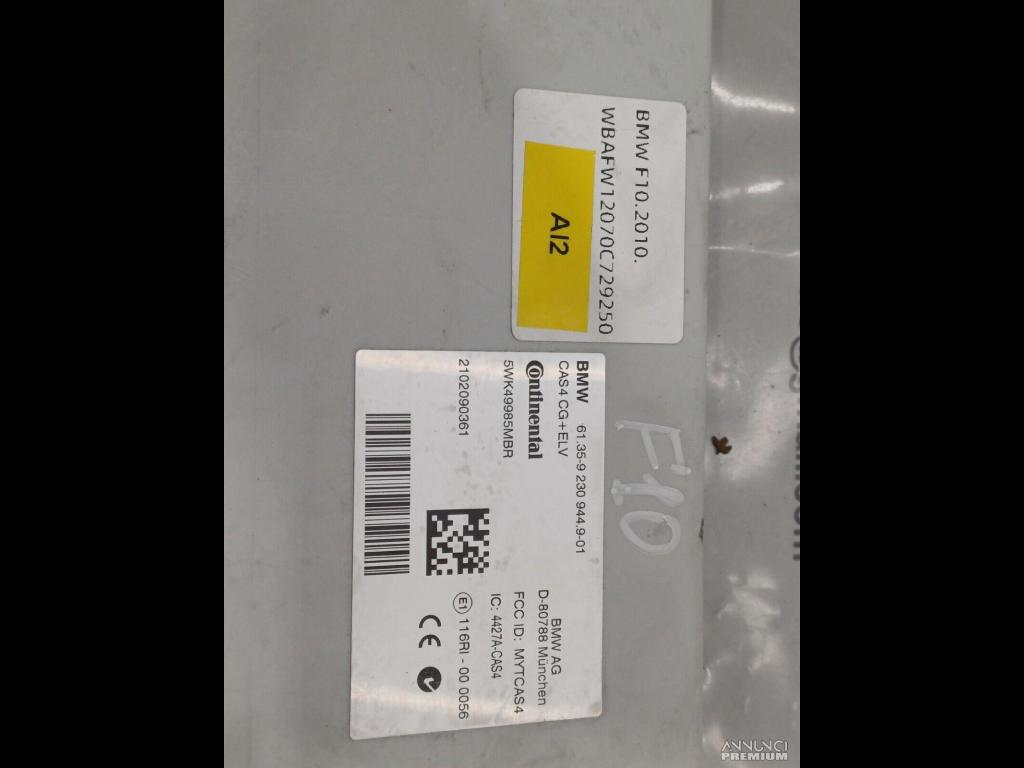 BMW F10.2010.
WBAFW12070C729250
AI2
F10
BMW 61.35-9 230 944.9-01
CAS4 CG+ELV
Continental
5WK49985MBR
2102090361
BMW AG
D-80788 München
FCC ID: MYTCAS4
IC: 4427A-CAS4
E1 116RI - 00 0056
CE
ANNUNCI
PREMIUM